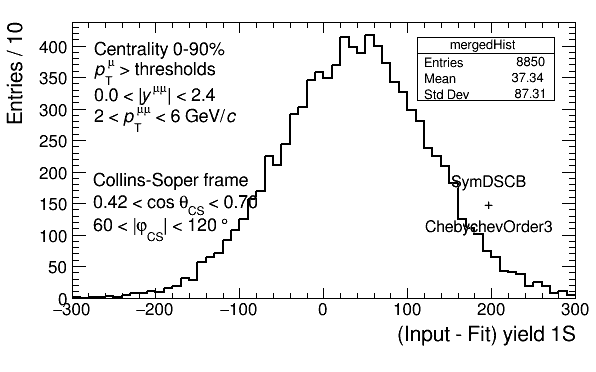 Entries / 10
400
350
300
250
200
150
100
50
0
Centrality 0-90%
p_T^μ > thresholds
0.0 < |y^μμ| < 2.4
2 < p_T^μμ < 6 GeV/c
Collins-Soper frame
0.42 < cos θ_CS < 0.70
60 < |φ_CS| < 120 °
mergedHist
Entries 8850
Mean 37.34
Std Dev 87.31
SymDSCB
+
ChebychevOrder3
−300 −200 −100 0 100 200 300
(Input - Fit) yield 1S